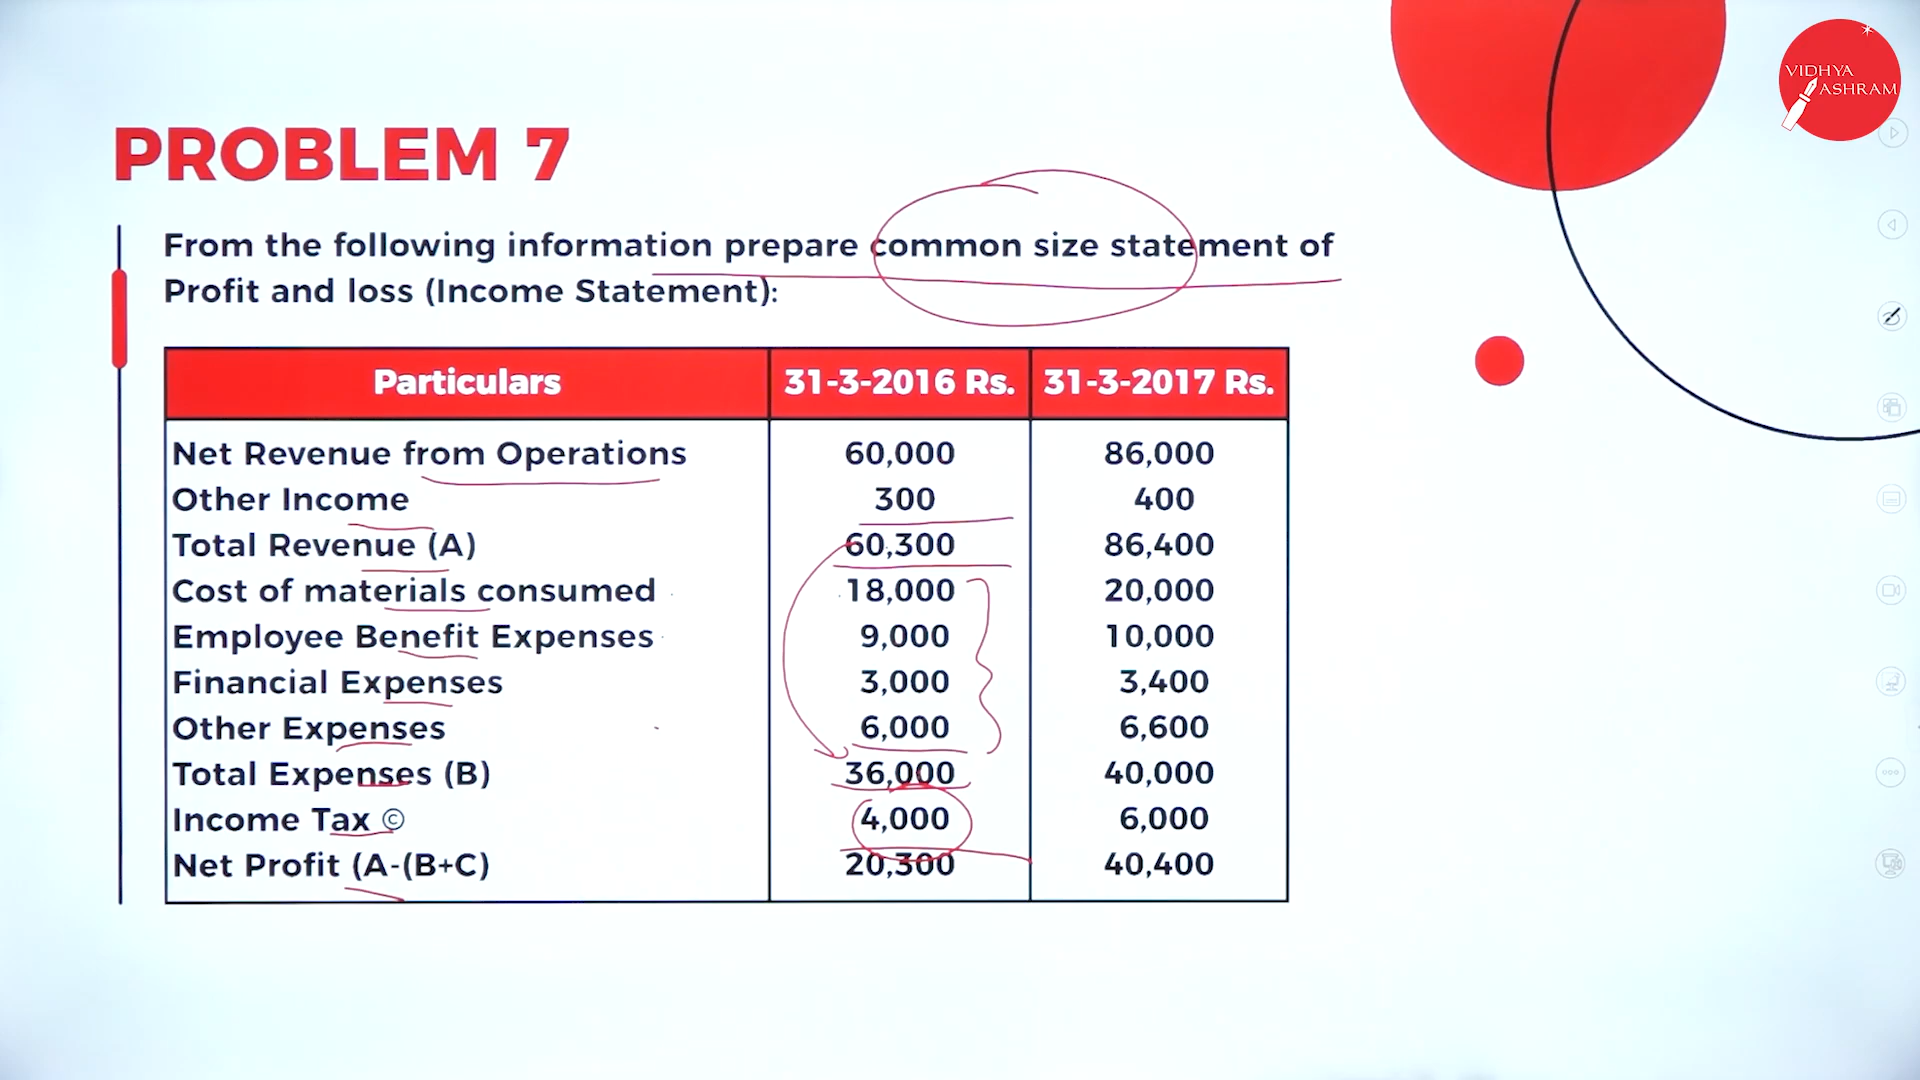 VIDHYA
ASHRAM
PROBLEM 7
From the following information prepare common size statement of
Profit and loss (Income Statement):
Particulars 31-3-2016 Rs. 31-3-2017 Rs.
Net Revenue from Operations 60,000 86,000
Other Income 300 400
Total Revenue (A) 60,300 86,400
Cost of materials consumed 18,000 20,000
Employee Benefit Expenses 9,000 10,000
Financial Expenses 3,000 3,400
Other Expenses 6,000 6,600
Total Expenses (B) 36,000 40,000
Income Tax © 4,000 6,000
Net Profit (A-(B+C) 20,300 40,400